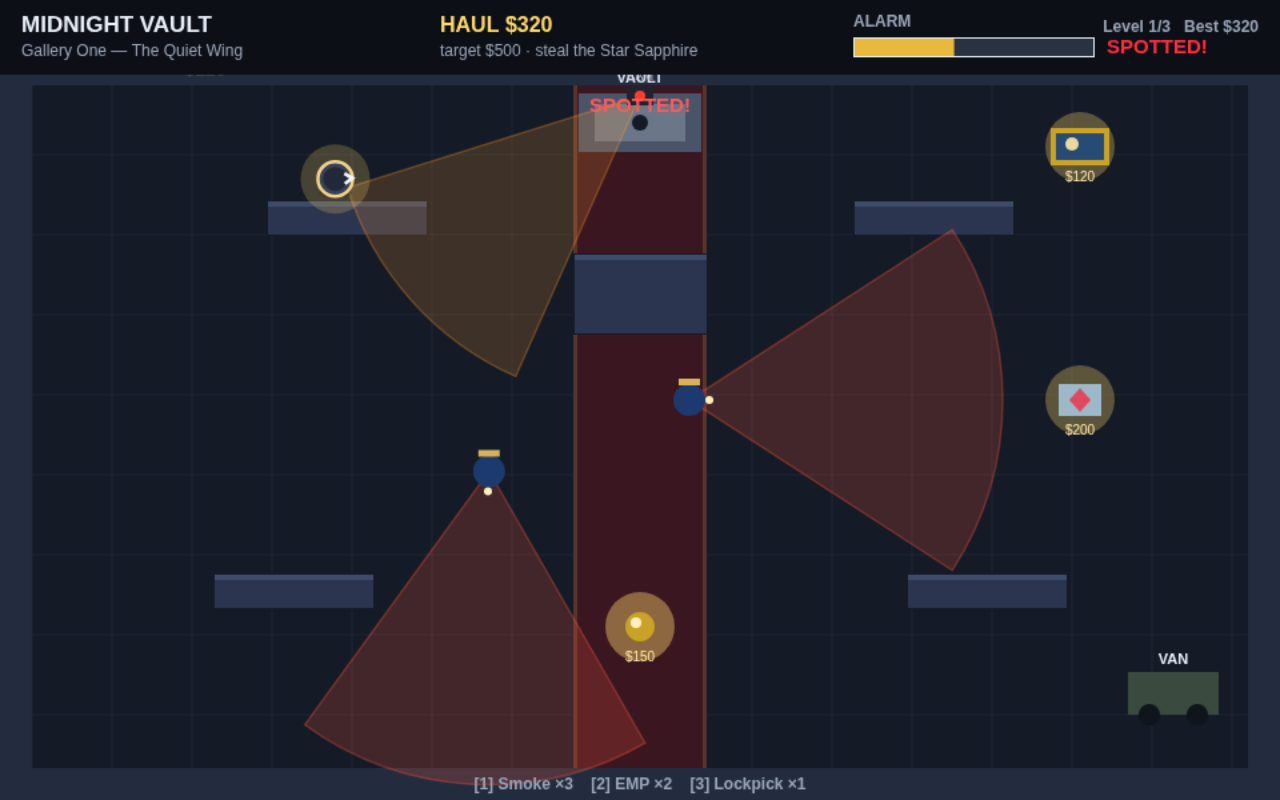 MIDNIGHT VAULT
Gallery One — The Quiet Wing
HAUL $320
target $500 · steal the Star Sapphire
ALARM
Level 1/3 Best $320
SPOTTED!
VAULT
SPOTTED!
$120
$200
$150
VAN
[1] Smoke ×3 [2] EMP ×2 [3] Lockpick ×1